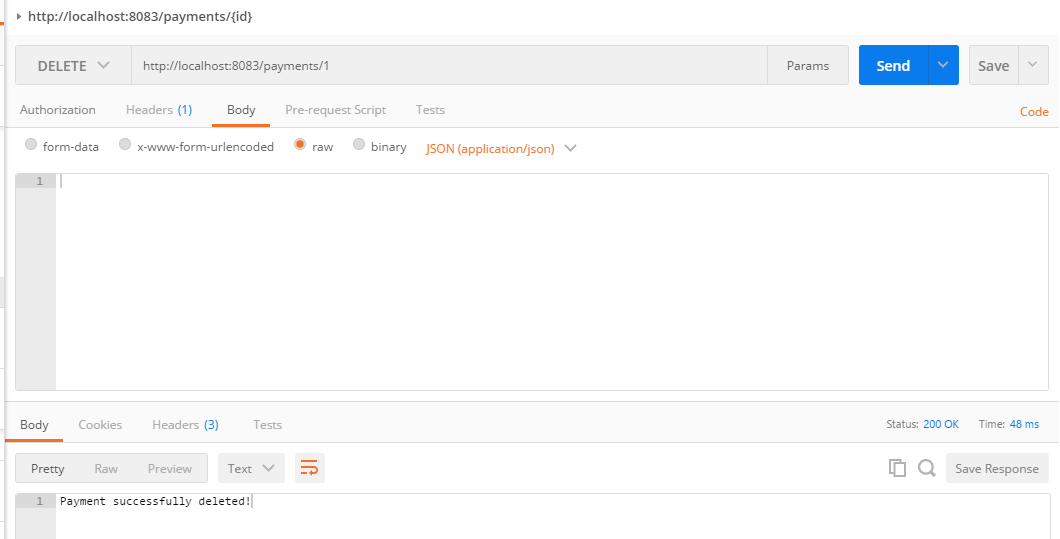 http://localhost:8083/payments/{id}
DELETE http://localhost:8083/payments/1 Params Send Save
Authorization Headers (1) Body Pre-request Script Tests Code
form-data x-www-form-urlencoded raw binary JSON (application/json)
1
Body Cookies Headers (3) Tests Status: 200 OK Time: 48 ms
Pretty Raw Preview Text Save Response
1 Payment successfully deleted!